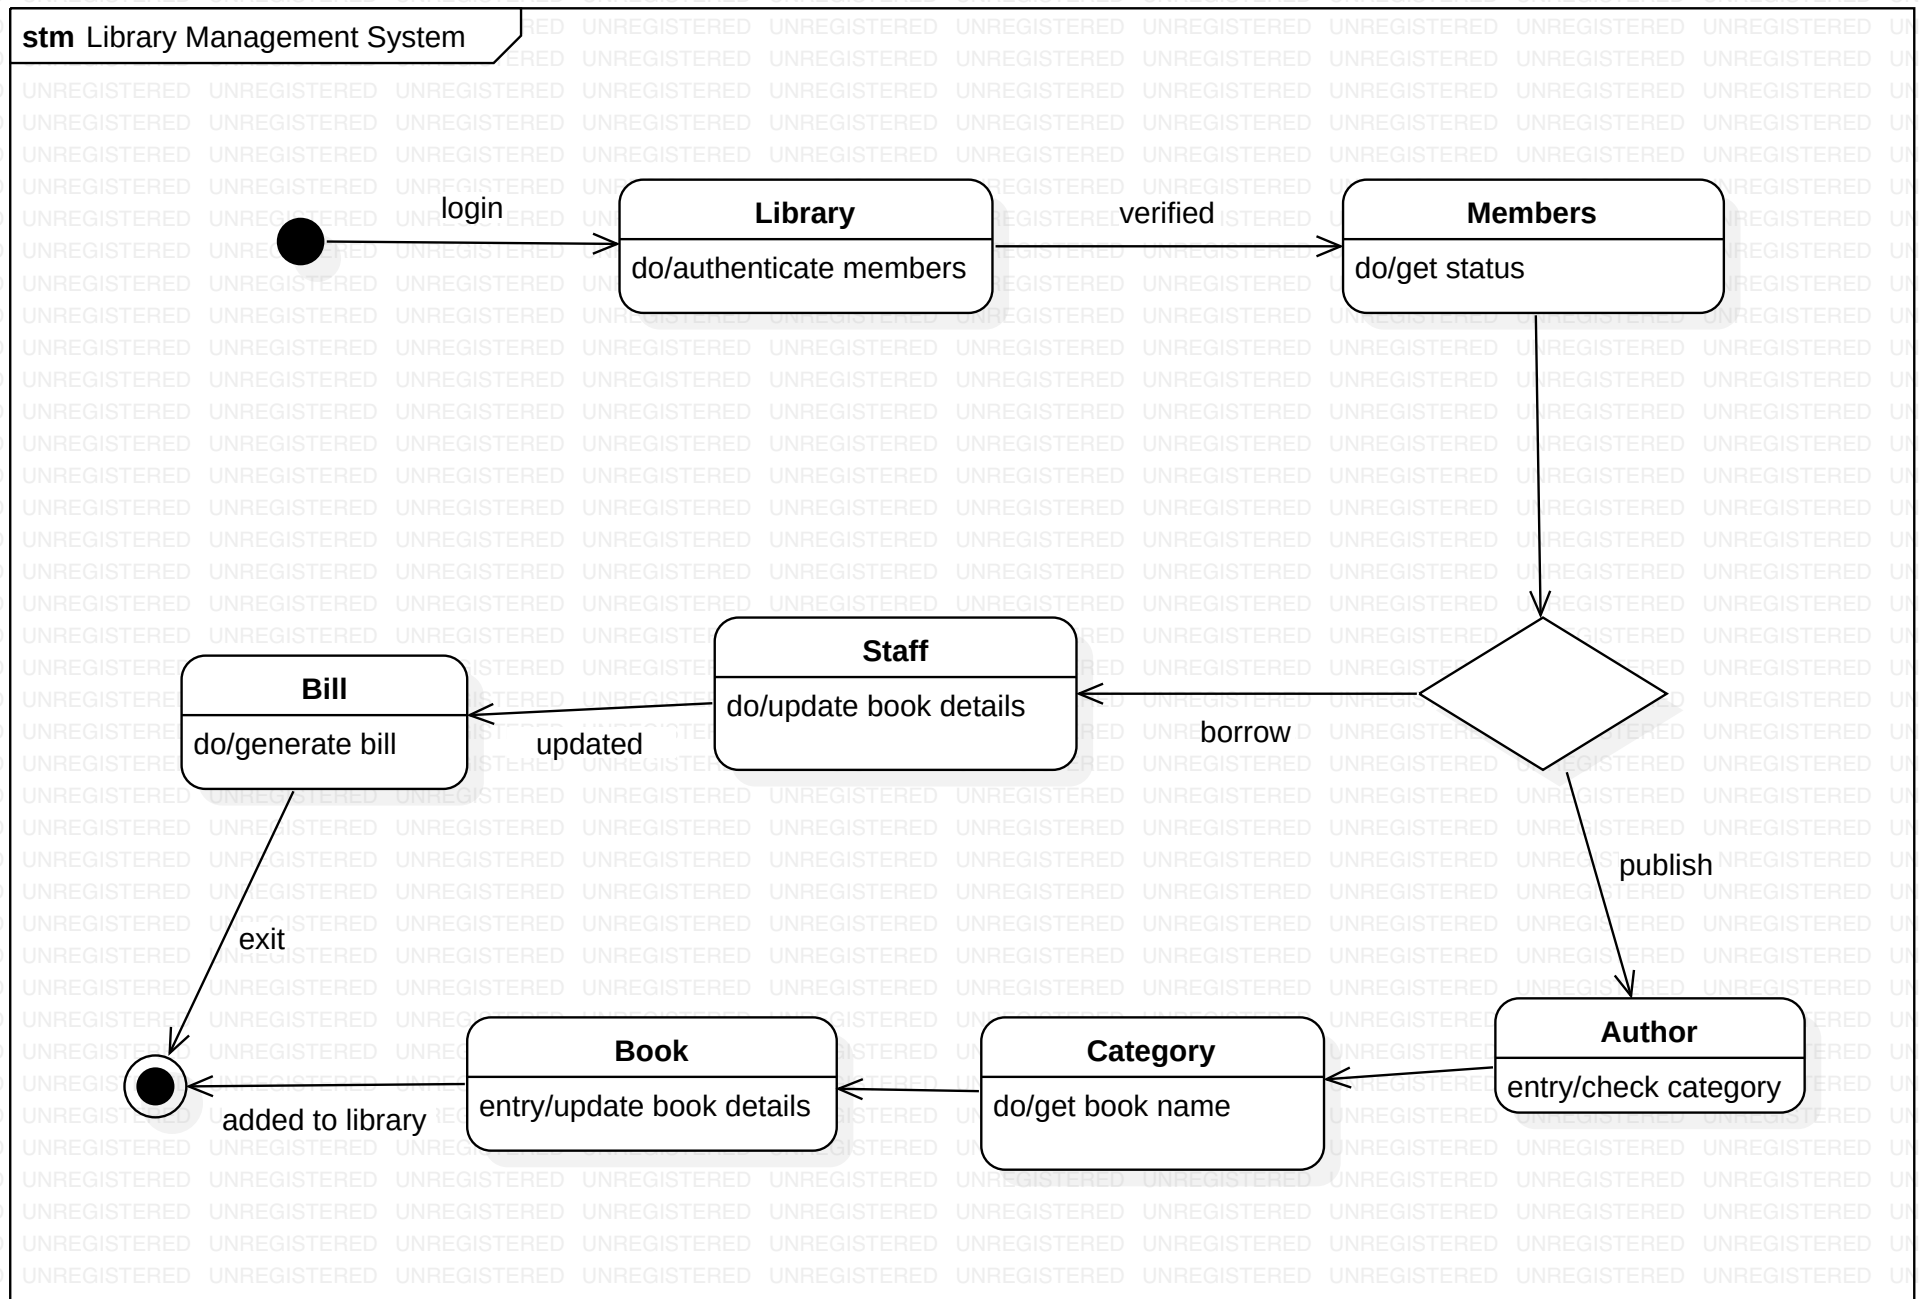 stm Library Management System
login
Library
do/authenticate members
verified
Members
do/get status
Staff
do/update book details
Bill
do/generate bill
updated
borrow
publish
exit
Author
entry/check category
Category
do/get book name
Book
entry/update book details
added to library
UNREGISTERED